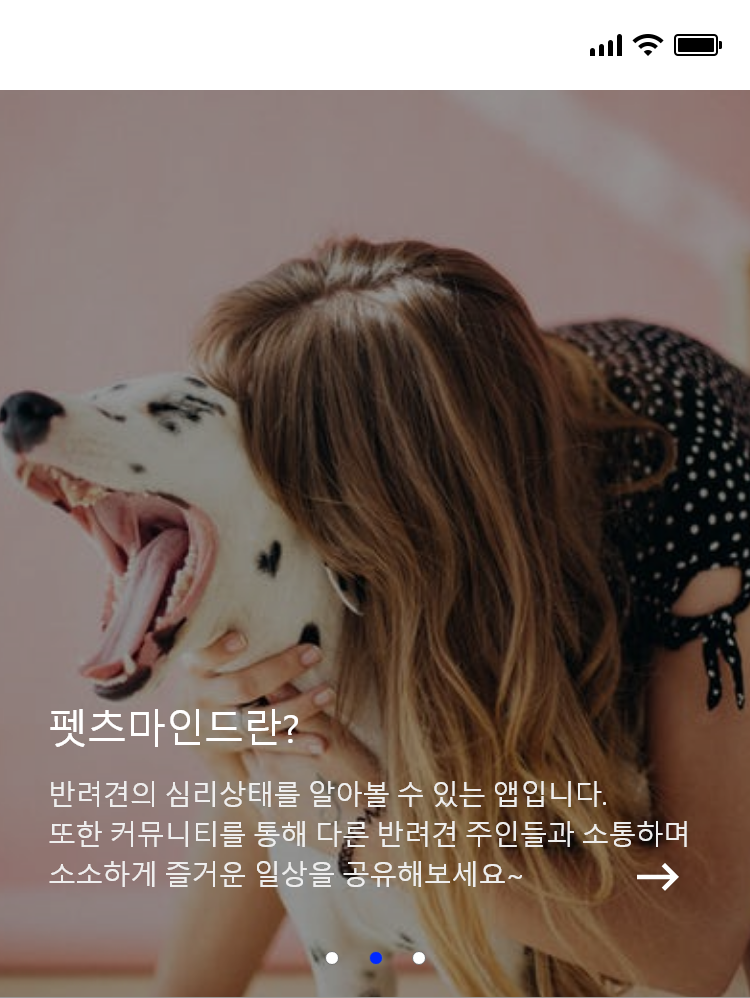 펫츠마인드란?
반려견의 심리상태를 알아볼 수 있는 앱입니다.
또한 커뮤니티를 통해 다른 반려견 주인들과 소통하며
소소하게 즐거운 일상을 공유해보세요~